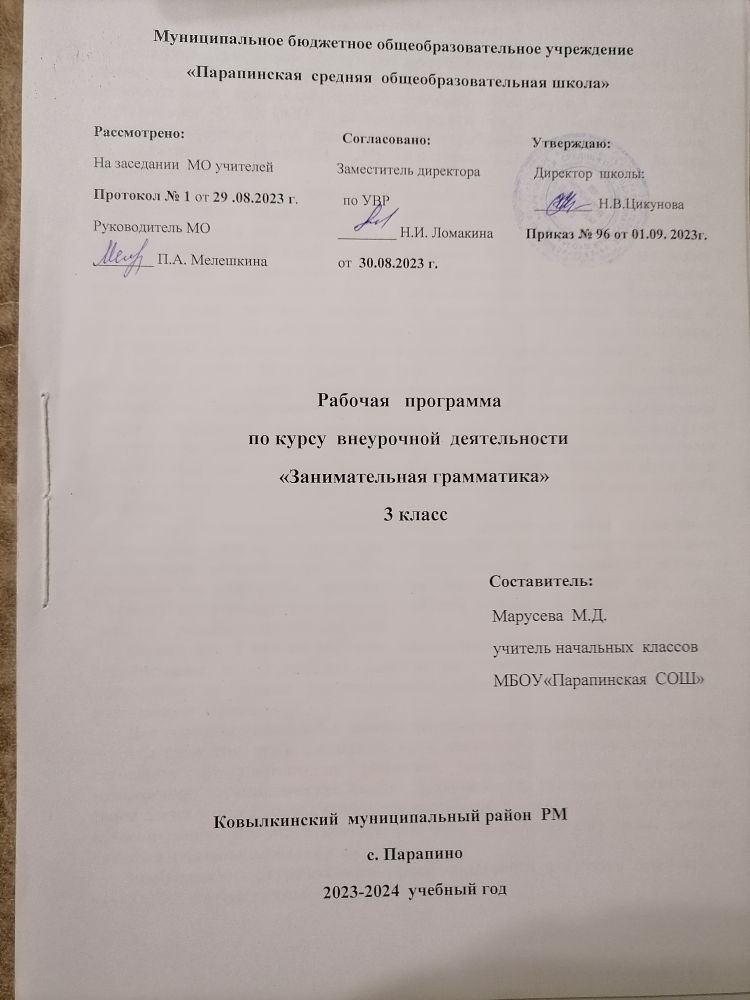 Муниципальное бюджетное общеобразовательное учреждение
«Парапинская средняя общеобразовательная школа»
Рассмотрено:
На заседании МО учителей
Протокол № 1 от 29 .08.2023 г.
Руководитель МО
________ П.А. Мелешкина
Согласовано:
Заместитель директора
по УВР
________ Н.И. Ломакина
от 30.08.2023 г.
Утверждаю:
Директор школы:
________ Н.В.Цикунова
Приказ № 96 от 01.09. 2023г.
Рабочая программа
по курсу внеурочной деятельности
«Занимательная грамматика»
3 класс
Составитель:
Марусева М.Д.
учитель начальных классов
МБОУ«Парапинская СОШ»
Ковылкинский муниципальный район РМ
с. Парапино
2023-2024 учебный год